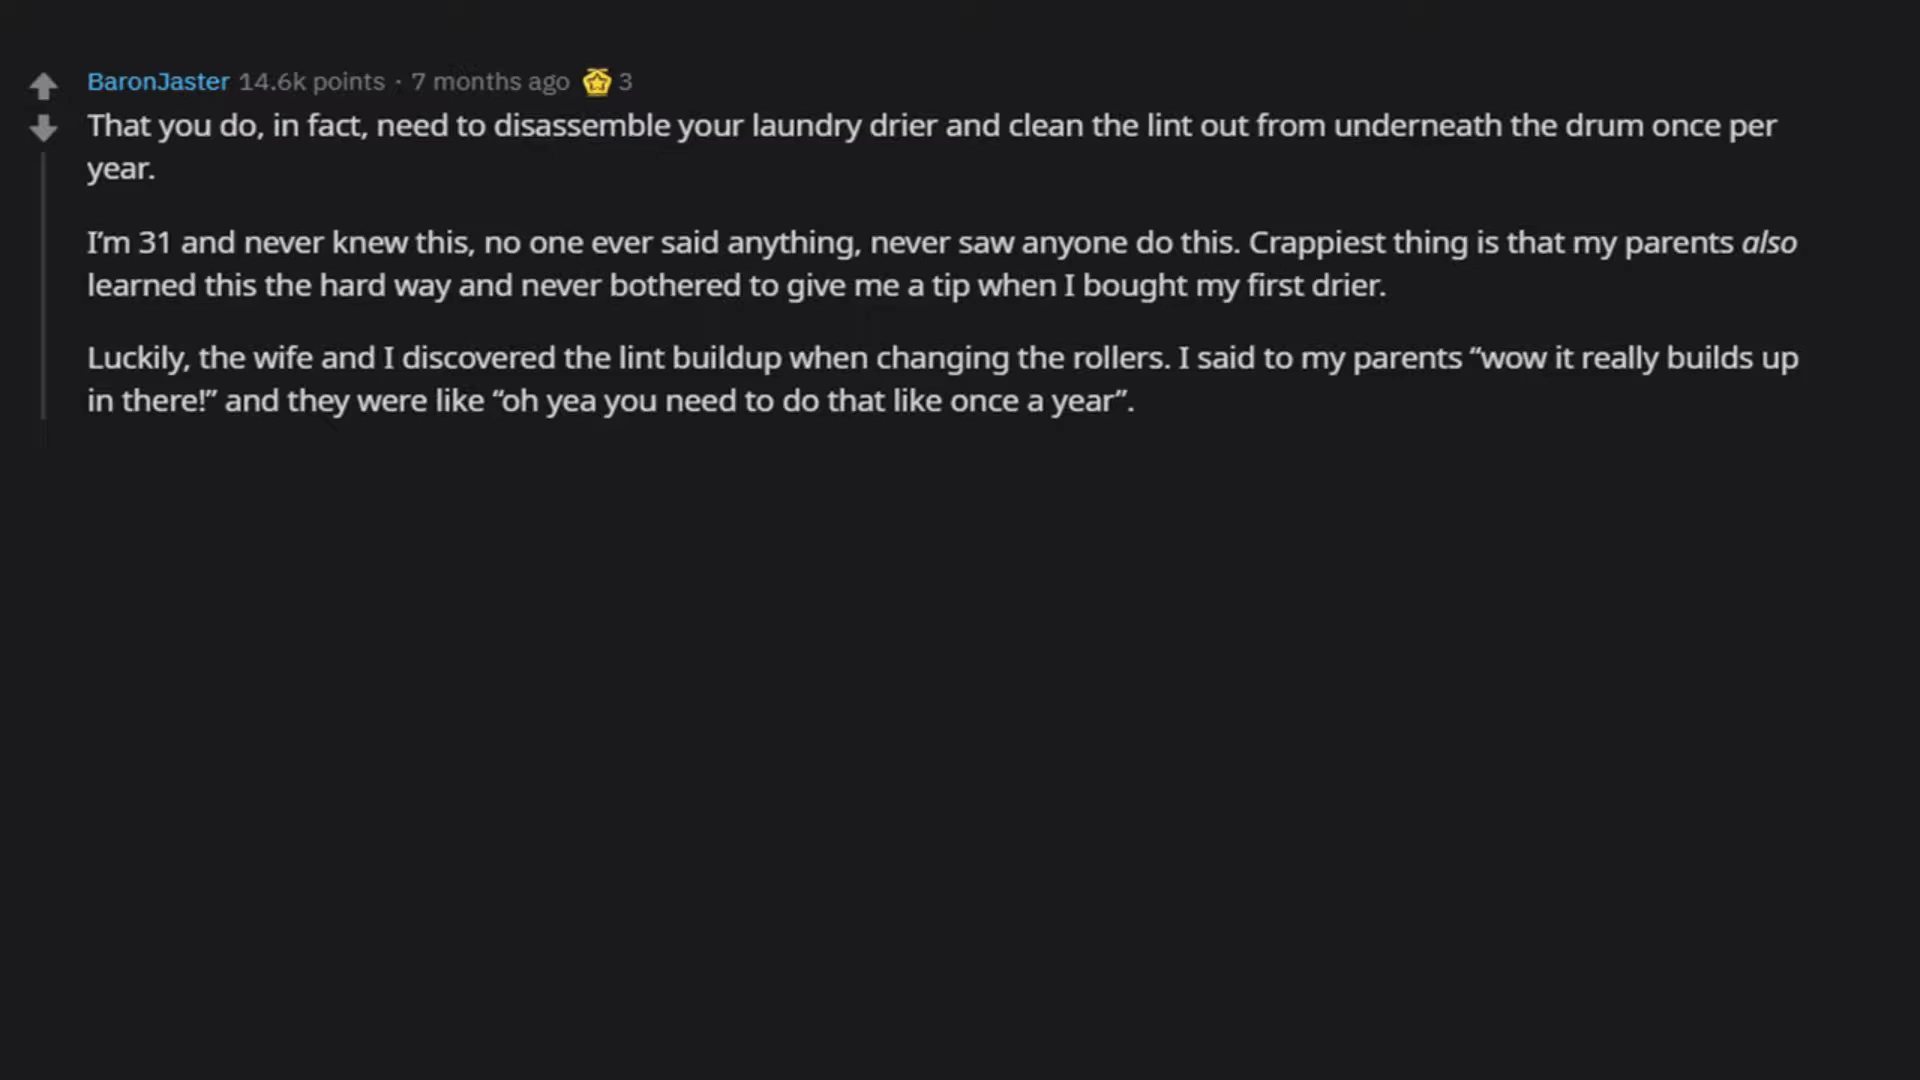 BaronJaster 14.6k points · 7 months ago 3
That you do, in fact, need to disassemble your laundry drier and clean the lint out from underneath the drum once per
year.
I’m 31 and never knew this, no one ever said anything, never saw anyone do this. Crappiest thing is that my parents also
learned this the hard way and never bothered to give me a tip when I bought my first drier.
Luckily, the wife and I discovered the lint buildup when changing the rollers. I said to my parents “wow it really builds up
in there!” and they were like “oh yea you need to do that like once a year”.